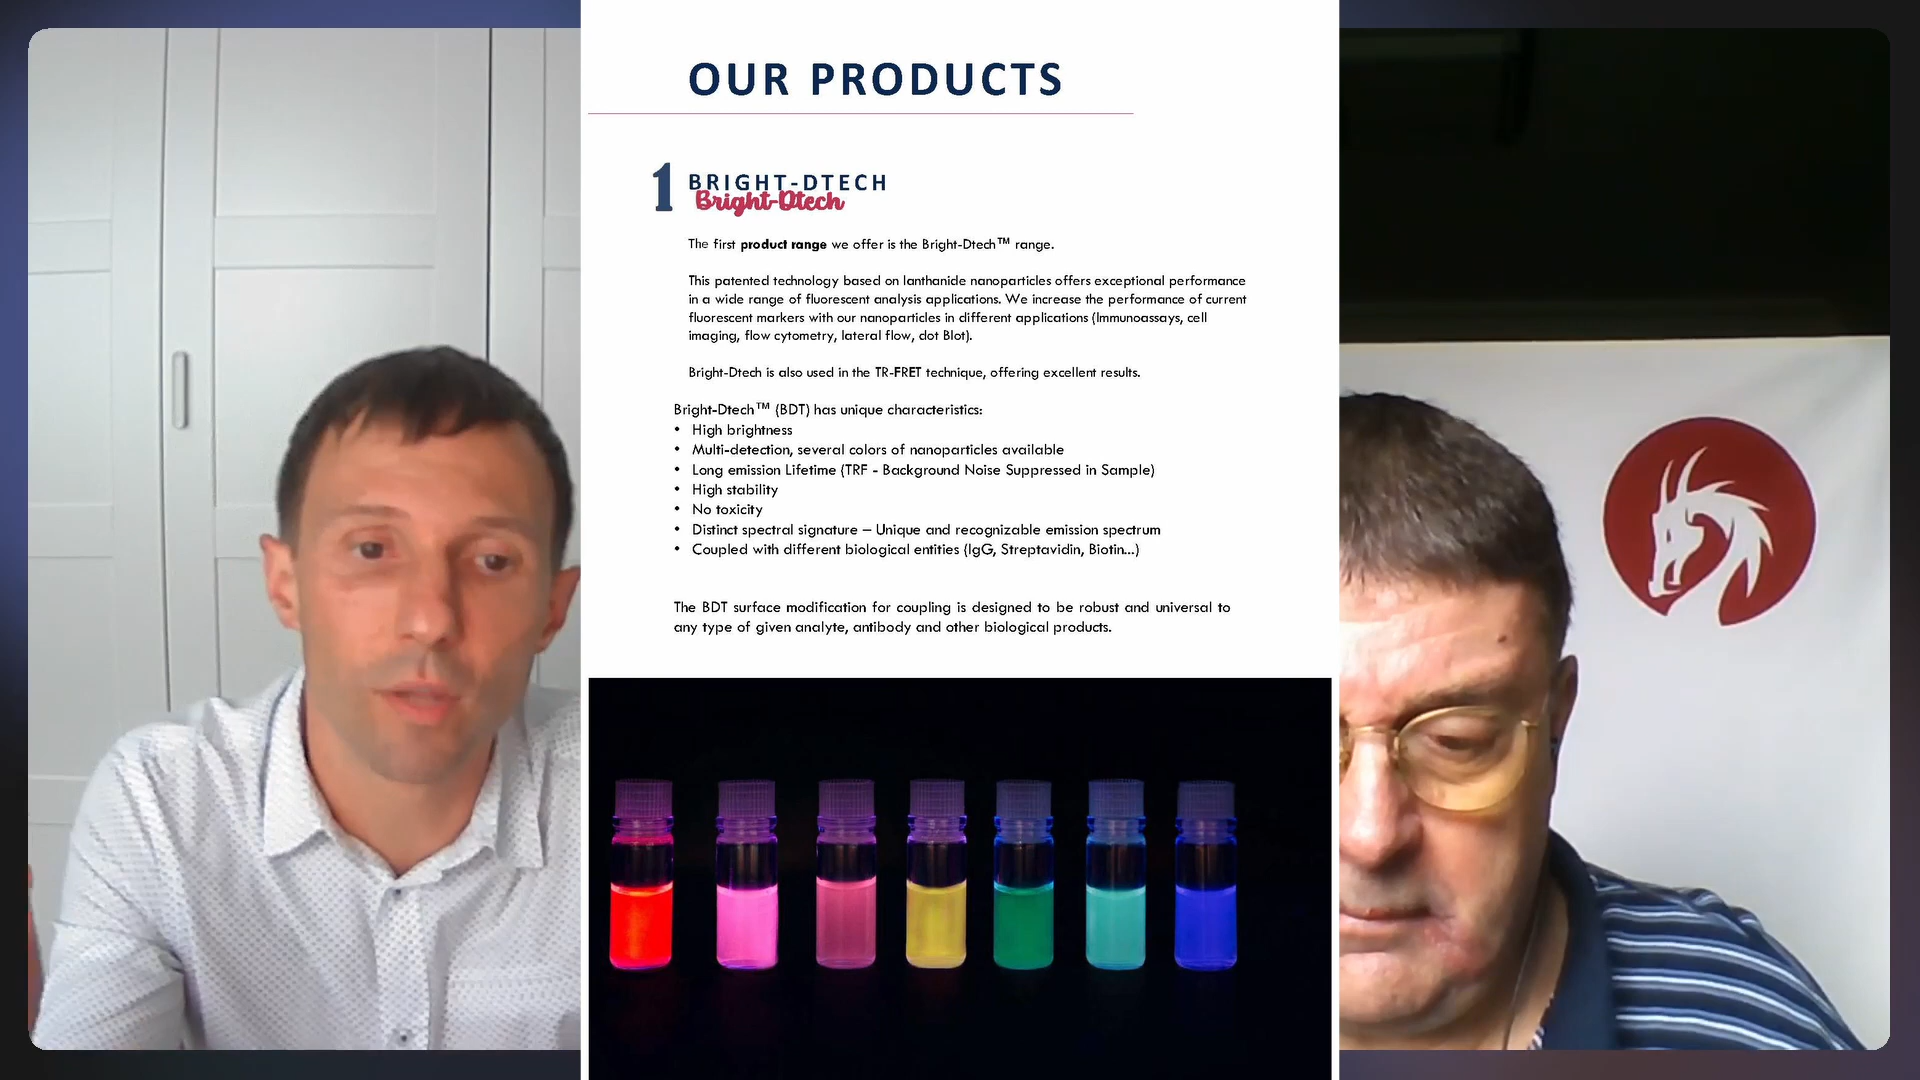 OUR PRODUCTS
1 BRIGHT-DTECH
Bright-Dtech
The first product range we offer is the Bright-Dtech™ range.
This patented technology based on lanthanide nanoparticles offers exceptional performance
in a wide range of fluorescent analysis applications. We increase the performance of current
fluorescent markers with our nanoparticles in different applications (Immunoassays, cell
imaging, flow cytometry, lateral flow, dot Blot).
Bright-Dtech is also used in the TR-FRET technique, offering excellent results.
Bright-Dtech™ (BDT) has unique characteristics:
• High brightness
• Multi-detection, several colors of nanoparticles available
• Long emission Lifetime (TRF - Background Noise Suppressed in Sample)
• High stability
• No toxicity
• Distinct spectral signature – Unique and recognizable emission spectrum
• Coupled with different biological entities (IgG, Streptavidin, Biotin...)
The BDT surface modification for coupling is designed to be robust and universal to
any type of given analyte, antibody and other biological products.